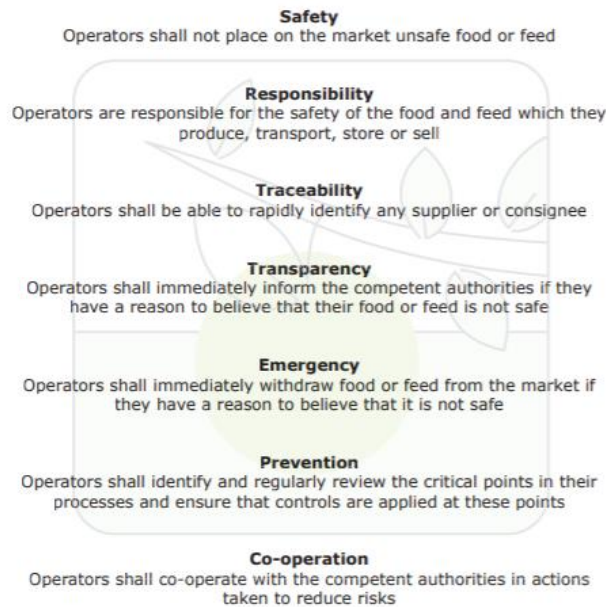 Safety
Operators shall not place on the market unsafe food or feed
Responsibility
Operators are responsible for the safety of the food and feed which they
produce, transport, store or sell
Traceability
Operators shall be able to rapidly identify any supplier or consignee
Transparency
Operators shall immediately inform the competent authorities if they
have a reason to believe that their food or feed is not safe
Emergency
Operators shall immediately withdraw food or feed from the market if
they have a reason to believe that it is not safe
Prevention
Operators shall identify and regularly review the critical points in their
processes and ensure that controls are applied at these points
Co-operation
Operators shall co-operate with the competent authorities in actions
taken to reduce risks